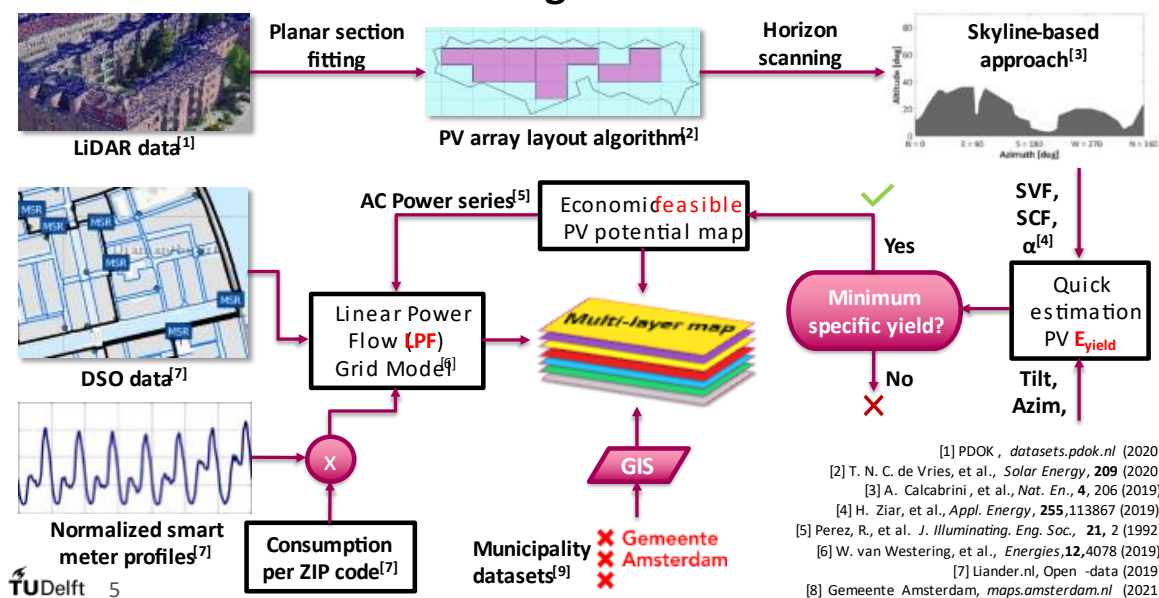 Planar section
fitting
Horizon
scanning
Skyline-based
approach[3]
Altitude [deg]
80
60
40
20
0
N = 0
E = 90
S = 180
W = 270
N = 360
Azimuth [deg]
LiDAR data[1]
PV array layout algorithm[2]
MSR
MSR
MSR
MSR
MSR
MSR
DSO data[7]
AC Power series[5]
Economic feasible
PV potential map
Yes
SVF,
SCF,
α[4]
Minimum
specific yield?
Quick
estimation
PV Eyield
No
Tilt,
Azim,
Linear Power
Flow (LPF)
Grid Model[6]
Multi-layer map
X
GIS
Normalized smart
meter profiles[7]
Consumption
per ZIP code[7]
Municipality
datasets[9]
Gemeente
Amsterdam
[1] PDOK , datasets.pdok.nl (2020
[2] T. N. C. de Vries, et al., Solar Energy, 209 (2020
[3] A. Calcabrini , et al., Nat. En., 4, 206 (2019)
[4] H. Ziar, et al., Appl. Energy, 255,113867 (2019)
[5] Perez, R., et al. J. Illuminating. Eng. Soc., 21, 2 (1992
[6] W. van Westering, et al., Energies,12,4078 (2019)
[7] Liander.nl, Open -data (2019
[8] Gemeente Amsterdam, maps.amsterdam.nl (2021
TUDelft 5